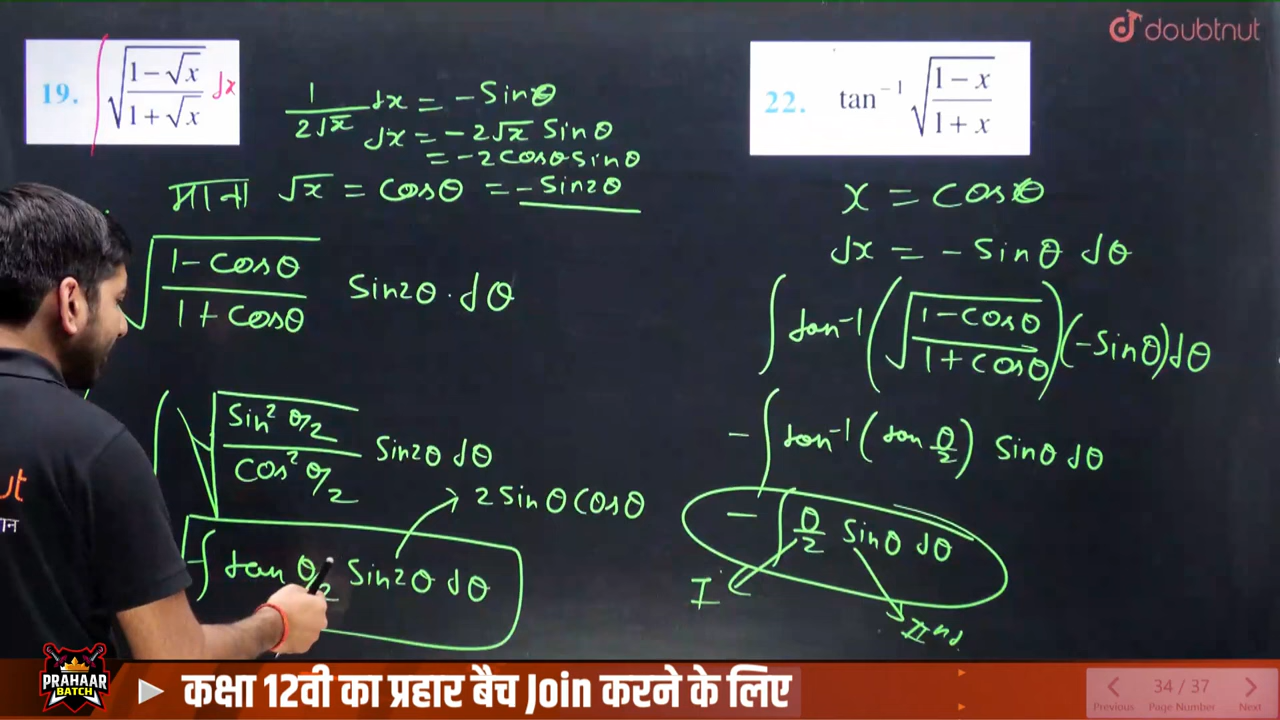 doubtnut
19. √(1-√x)/(1+√x) dx
1/(2√x) dx = -Sinθ
dx = -2√x Sinθ
= -2CosθSinθ
माना √x = Cosθ = -Sin2θ
√(1-Cosθ)/(1+Cosθ) Sin2θ.dθ
∫√(Sin² θ/2)/(Cos² θ/2) Sin2θ dθ
→ 2SinθCosθ
-∫tan θ/2 Sin2θ dθ
22. tan⁻¹ √(1-x)/(1+x)
x = Cosθ
dx = -Sinθ dθ
∫tan⁻¹(√(1-Cosθ)/(1+Cosθ))(-Sinθ)dθ
-∫tan⁻¹(tan θ/2) Sinθ dθ
-∫θ/2 Sinθ dθ
I
IInd
PRAHAAR
BATCH
कक्षा 12वी का प्रहार बैच Join करने के लिए
34 / 37
Previous Page Number Next